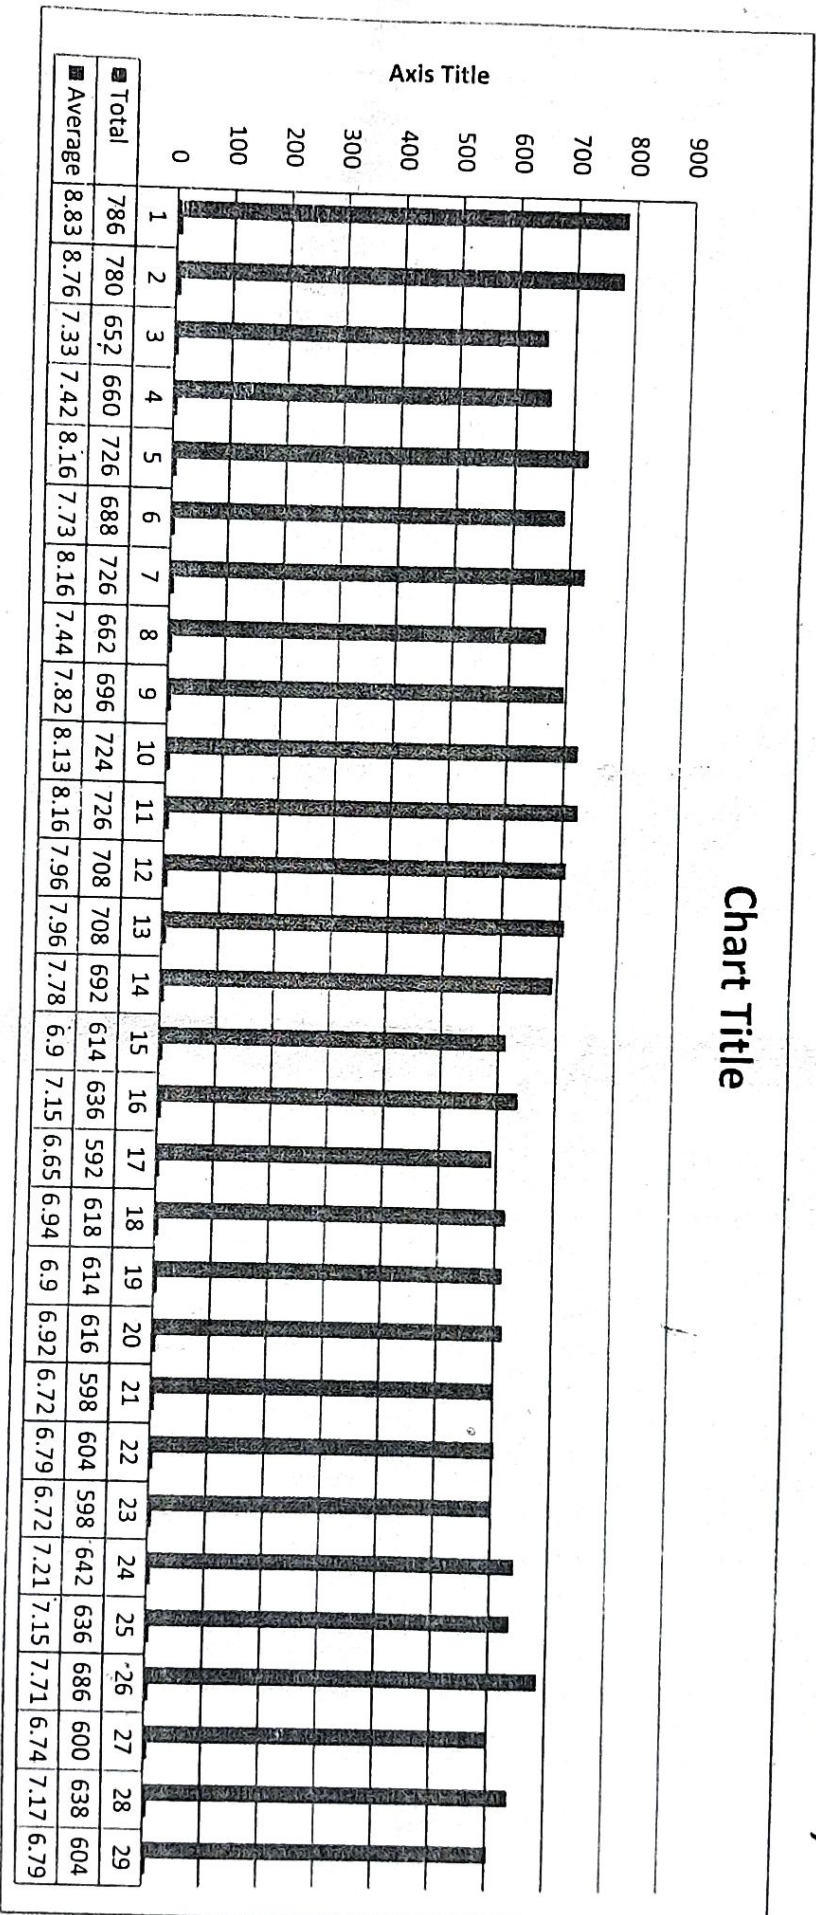 Chart Title
Axis Title
900
800
700
600
500
400
300
200
100
0
1 2 3 4 5 6 7 8 9 10 11 12 13 14 15 16 17 18 19 20 21 22 23 24 25 26 27 28 29
Total 786 780 652 660 726 688 726 662 696 724 726 708 708 692 614 636 592 618 614 616 598 604 598 642 636 686 600 638 604
Average 8.83 8.76 7.33 7.42 8.16 7.73 8.16 7.44 7.82 8.13 8.16 7.96 7.96 7.78 6.9 7.15 6.65 6.94 6.9 6.92 6.72 6.79 6.72 7.21 7.15 7.71 6.74 7.17 6.79